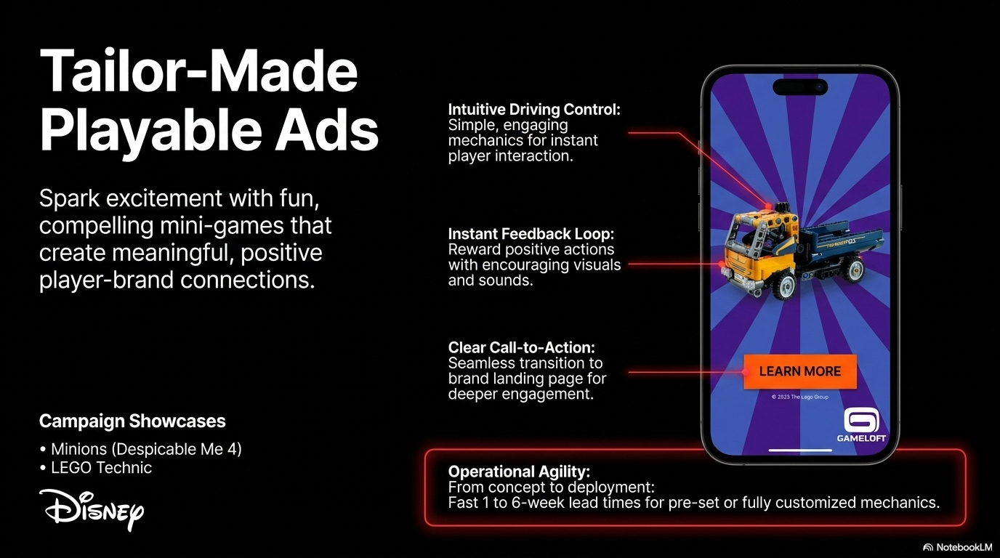 Tailor-Made
Playable Ads
Spark excitement with fun,
compelling mini-games that
create meaningful, positive
player-brand connections.
Campaign Showcases
• Minions (Despicable Me 4)
• LEGO Technic
Disney
Intuitive Driving Control:
Simple, engaging
mechanics for instant
player interaction.
Instant Feedback Loop:
Reward positive actions
with encouraging visuals
and sounds.
Clear Call-to-Action:
Seamless transition to
brand landing page for
deeper engagement.
LEARN MORE
© 2023 The Lego Group
GAMELOFT
Operational Agility:
From concept to deployment:
Fast 1 to 6-week lead times for pre-set or fully customized mechanics.
NotebookLM